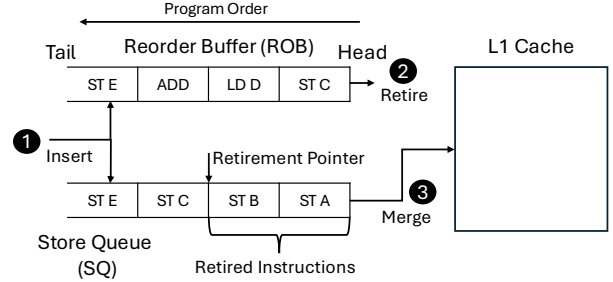 Program Order
Tail
Reorder Buffer (ROB)
Head
L1 Cache
ST E
ADD
LD D
ST C
2
Retire
1
Insert
Retirement Pointer
ST E
ST C
ST B
ST A
3
Merge
Store Queue
(SQ)
Retired Instructions